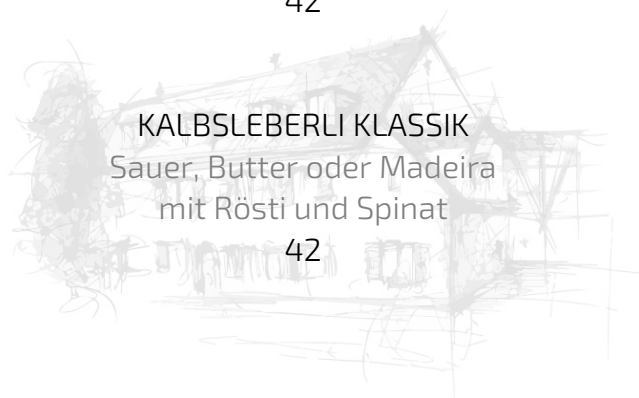 42
KALBSLEBERLI KLASSIK
Sauer, Butter oder Madeira
mit Rösti und Spinat
42